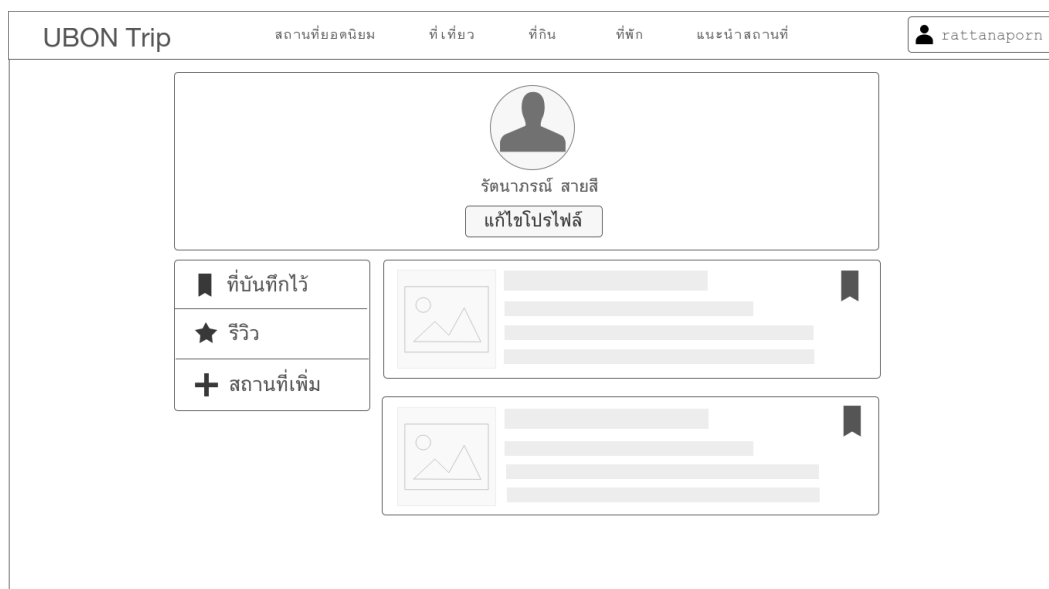 UBON Trip
สถานที่ยอดนิยม
ที่เที่ยว
ที่กิน
ที่พัก
แนะนำสถานที่
rattanaporn
รัตนาภรณ์ สายสี
แก้ไขโปรไฟล์
ที่บันทึกไว้
รีวิว
สถานที่เพิ่ม